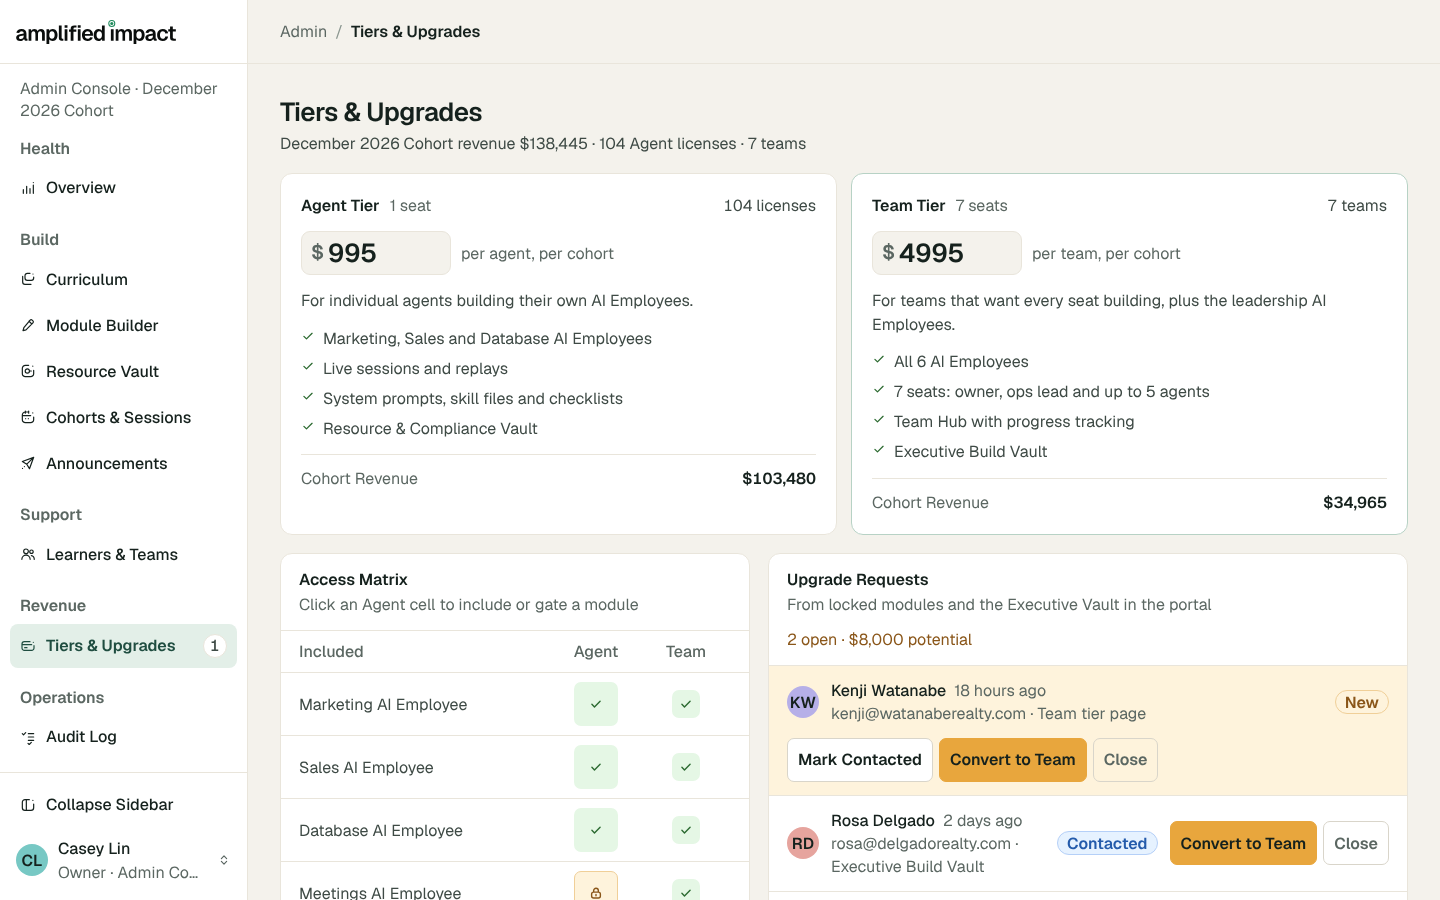 amplified impact
Admin Console · December
2026 Cohort
Health
Overview
Build
Curriculum
Module Builder
Resource Vault
Cohorts & Sessions
Announcements
Support
Learners & Teams
Revenue
Tiers & Upgrades 1
Operations
Audit Log
Collapse Sidebar
CL
Casey Lin
Owner · Admin Co...
Admin / Tiers & Upgrades
Tiers & Upgrades
December 2026 Cohort revenue $138,445 · 104 Agent licenses · 7 teams
Agent Tier 1 seat 104 licenses
$ 995 per agent, per cohort
For individual agents building their own AI Employees.
Marketing, Sales and Database AI Employees
Live sessions and replays
System prompts, skill files and checklists
Resource & Compliance Vault
Cohort Revenue $103,480
Team Tier 7 seats 7 teams
$ 4995 per team, per cohort
For teams that want every seat building, plus the leadership AI
Employees.
All 6 AI Employees
7 seats: owner, ops lead and up to 5 agents
Team Hub with progress tracking
Executive Build Vault
Cohort Revenue $34,965
Access Matrix
Click an Agent cell to include or gate a module
Included Agent Team
Marketing AI Employee
Sales AI Employee
Database AI Employee
Meetings AI Employee
Upgrade Requests
From locked modules and the Executive Vault in the portal
2 open · $8,000 potential
KW
Kenji Watanabe 18 hours ago
kenji@watanaberealty.com · Team tier page
New
Mark Contacted Convert to Team Close
RD
Rosa Delgado 2 days ago
rosa@delgadorealty.com ·
Executive Build Vault
Contacted Convert to Team Close